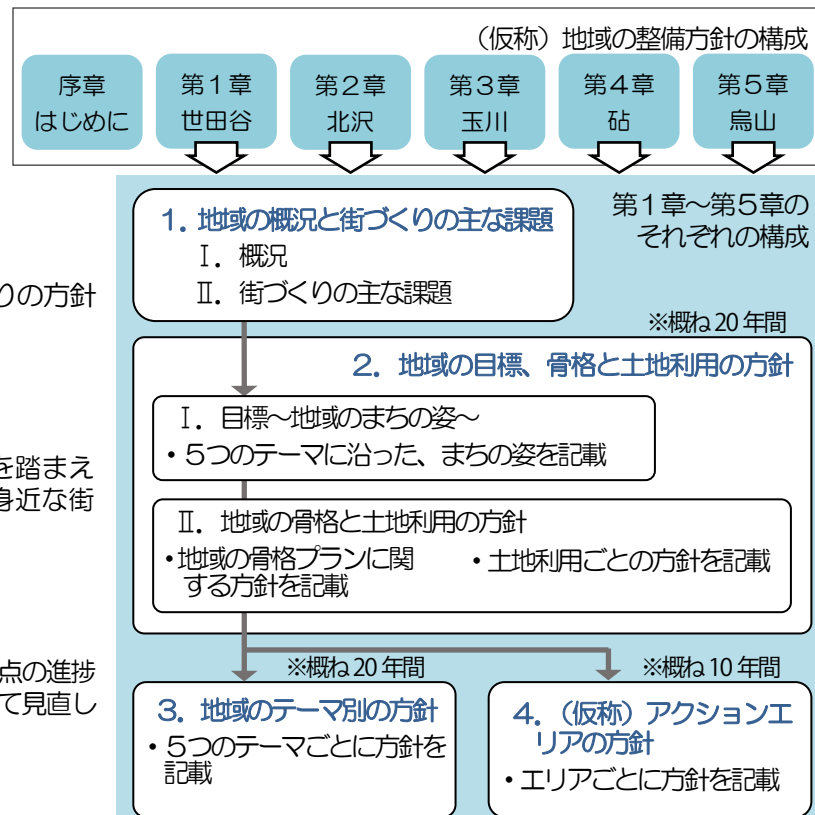 （仮称）地域の整備方針の構成
序章
はじめに
第１章
世田谷
第２章
北沢
第３章
玉川
第４章
砧
第５章
烏山
第１章～第５章の
それぞれの構成
１．地域の概況と街づくりの主な課題
Ⅰ．概況
Ⅱ．街づくりの主な課題
りの方針
※概ね20年間
２．地域の目標、骨格と土地利用の方針
Ⅰ．目標～地域のまちの姿～
・５つのテーマに沿った、まちの姿を記載
を踏まえ
身近な街
Ⅱ．地域の骨格と土地利用の方針
・地域の骨格プランに関
する方針を記載
・土地利用ごとの方針を記載
点の進捗
て見直し
※概ね20年間
３．地域のテーマ別の方針
・５つのテーマごとに方針を
記載
※概ね10年間
４．（仮称）アクションエ
リアの方針
・エリアごとに方針を記載